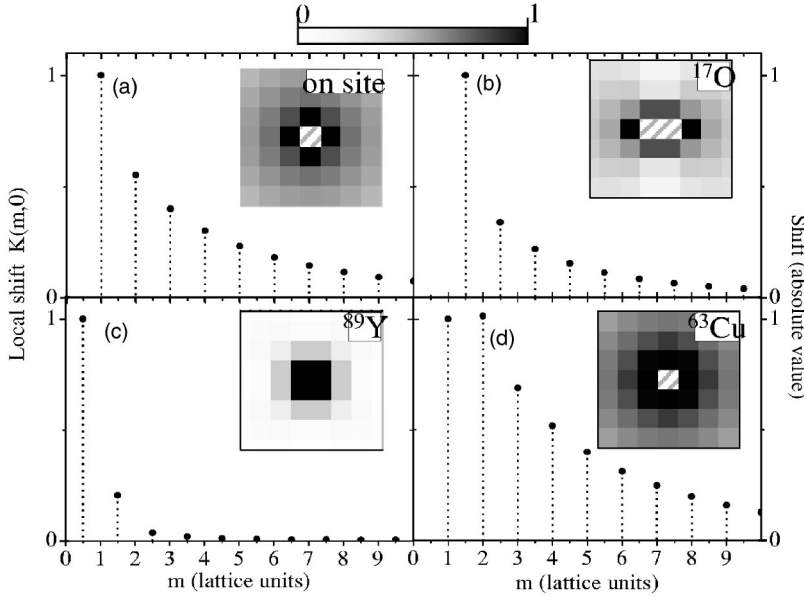 0 1
1
(a)
on site
(b)
17O
1
0
0
Local shift K(m,0)
Shift (absolute value)
1
(c)
89Y
(d)
63Cu
1
0
0
0 1 2 3 4 5 6 7 8 9 0 1 2 3 4 5 6 7 8 9
m (lattice units)
m (lattice units)